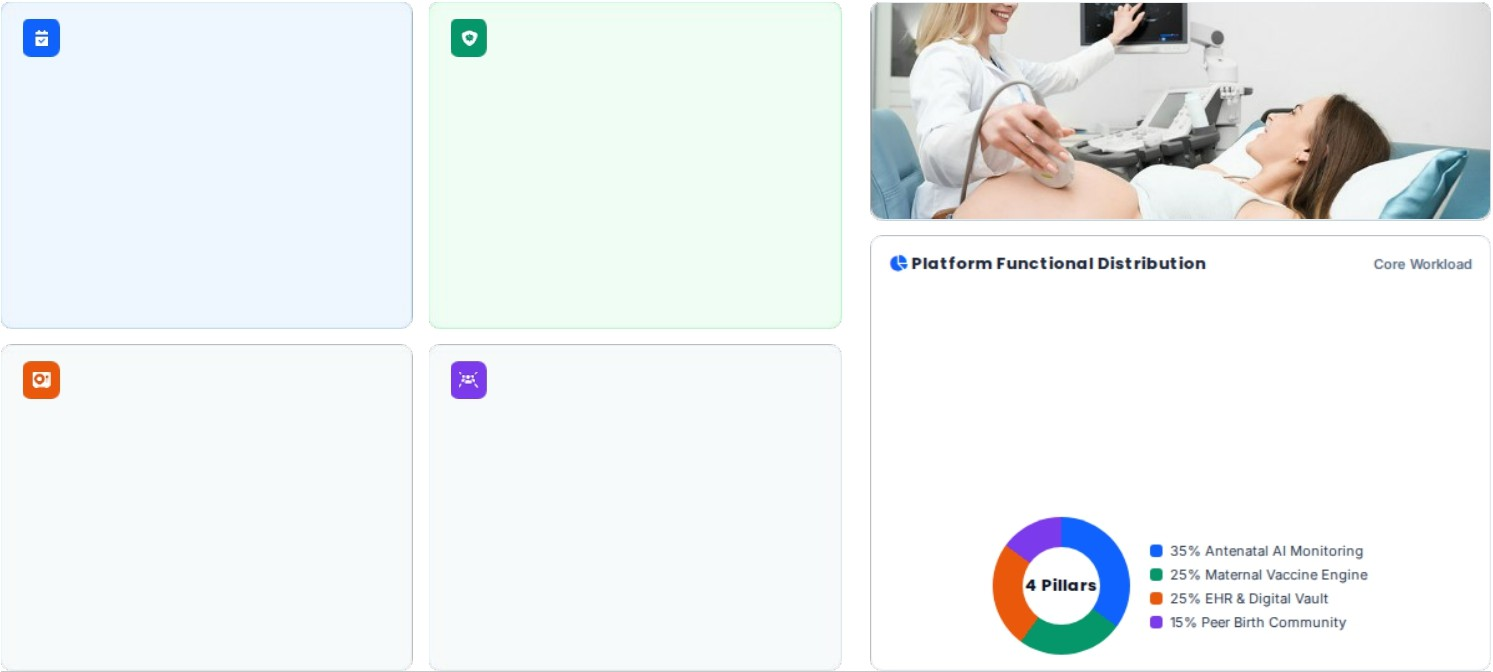 Platform Functional Distribution
Core Workload
4 Pillars
35% Antenatal AI Monitoring
25% Maternal Vaccine Engine
25% EHR & Digital Vault
15% Peer Birth Community